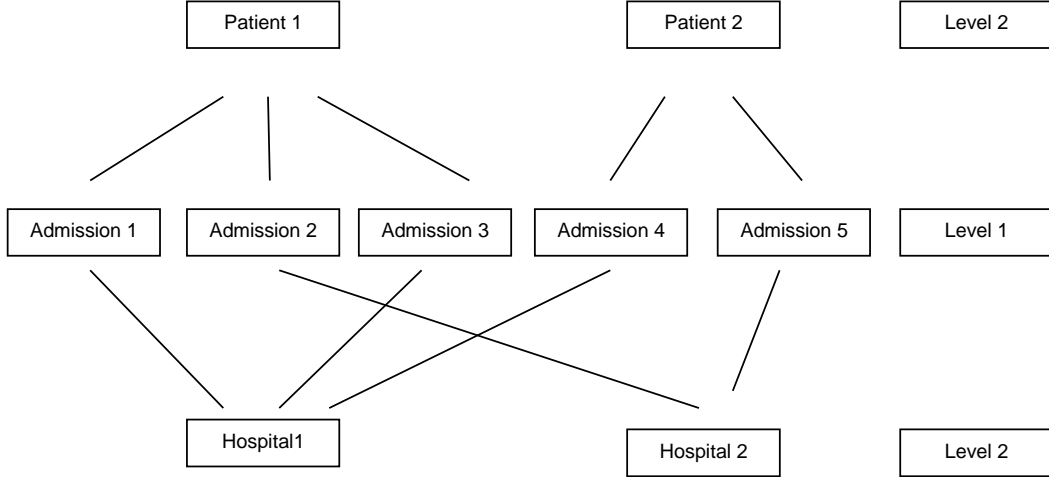 Patient 1
Patient 2
Level 2
Admission 1
Admission 2
Admission 3
Admission 4
Admission 5
Level 1
Hospital1
Hospital 2
Level 2